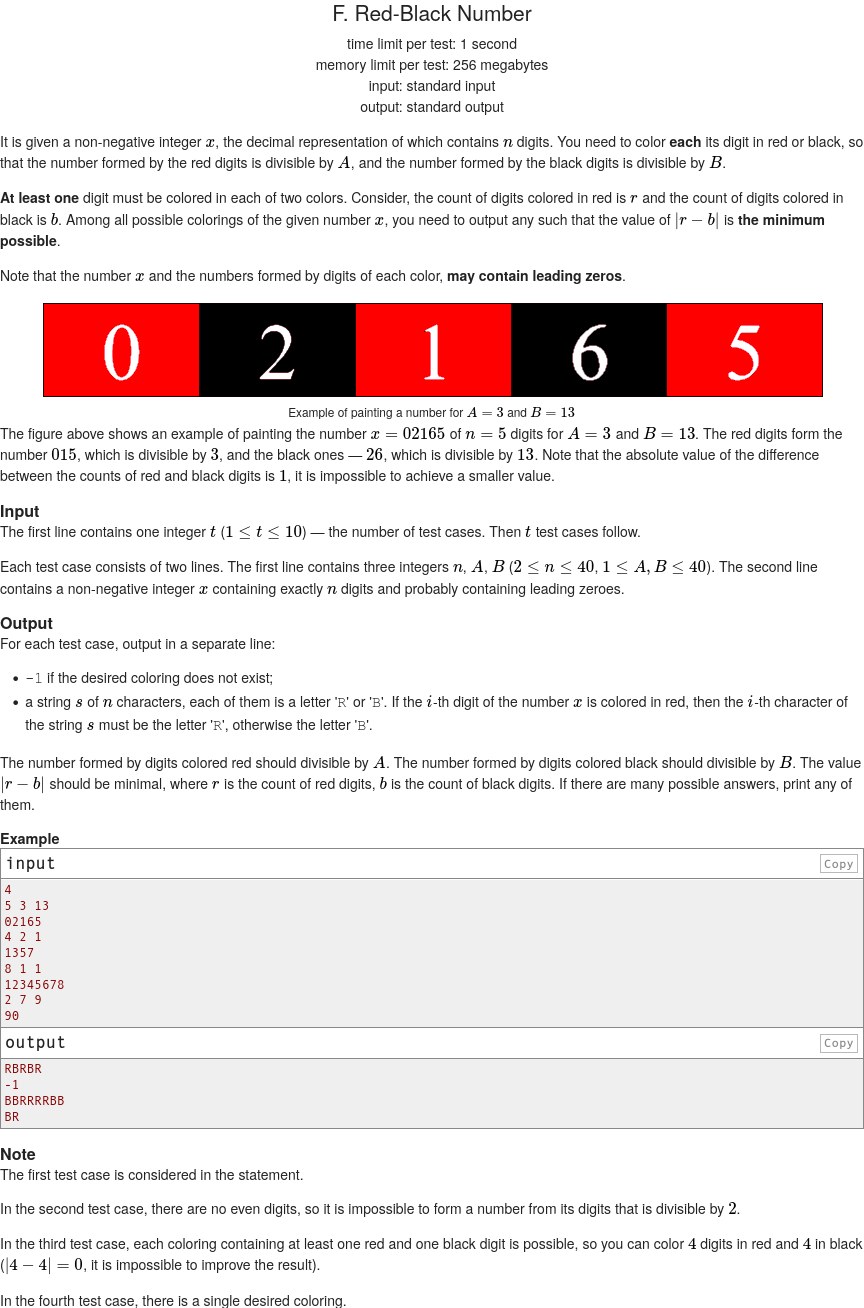 F. Red-Black Number
time limit per test: 1 second
memory limit per test: 256 megabytes
input: standard input
output: standard output
It is given a non-negative integer x, the decimal representation of which contains n digits. You need to color each its digit in red or black, so
that the number formed by the red digits is divisible by A, and the number formed by the black digits is divisible by B.
At least one digit must be colored in each of two colors. Consider, the count of digits colored in red is r and the count of digits colored in
black is b. Among all possible colorings of the given number x, you need to output any such that the value of |r − b| is the minimum
possible.
Note that the number x and the numbers formed by digits of each color, may contain leading zeros.
0 2 1 6 5
Example of painting a number for A = 3 and B = 13
The figure above shows an example of painting the number x = 02165 of n = 5 digits for A = 3 and B = 13. The red digits form the
number 015, which is divisible by 3, and the black ones — 26, which is divisible by 13. Note that the absolute value of the difference
between the counts of red and black digits is 1, it is impossible to achieve a smaller value.
Input
The first line contains one integer t (1 ≤ t ≤ 10) — the number of test cases. Then t test cases follow.
Each test case consists of two lines. The first line contains three integers n, A, B (2 ≤ n ≤ 40, 1 ≤ A, B ≤ 40). The second line
contains a non-negative integer x containing exactly n digits and probably containing leading zeroes.
Output
For each test case, output in a separate line:
• -1 if the desired coloring does not exist;
• a string s of n characters, each of them is a letter 'R' or 'B'. If the i-th digit of the number x is colored in red, then the i-th character of
the string s must be the letter 'R', otherwise the letter 'B'.
The number formed by digits colored red should divisible by A. The number formed by digits colored black should divisible by B. The value
|r − b| should be minimal, where r is the count of red digits, b is the count of black digits. If there are many possible answers, print any of
them.
Example
input Copy
4
5 3 13
02165
4 2 1
1357
8 1 1
12345678
2 7 9
90
output Copy
RBRBR
-1
BBRRRRBB
BR
Note
The first test case is considered in the statement.
In the second test case, there are no even digits, so it is impossible to form a number from its digits that is divisible by 2.
In the third test case, each coloring containing at least one red and one black digit is possible, so you can color 4 digits in red and 4 in black
(|4 − 4| = 0, it is impossible to improve the result).
In the fourth test case, there is a single desired coloring.